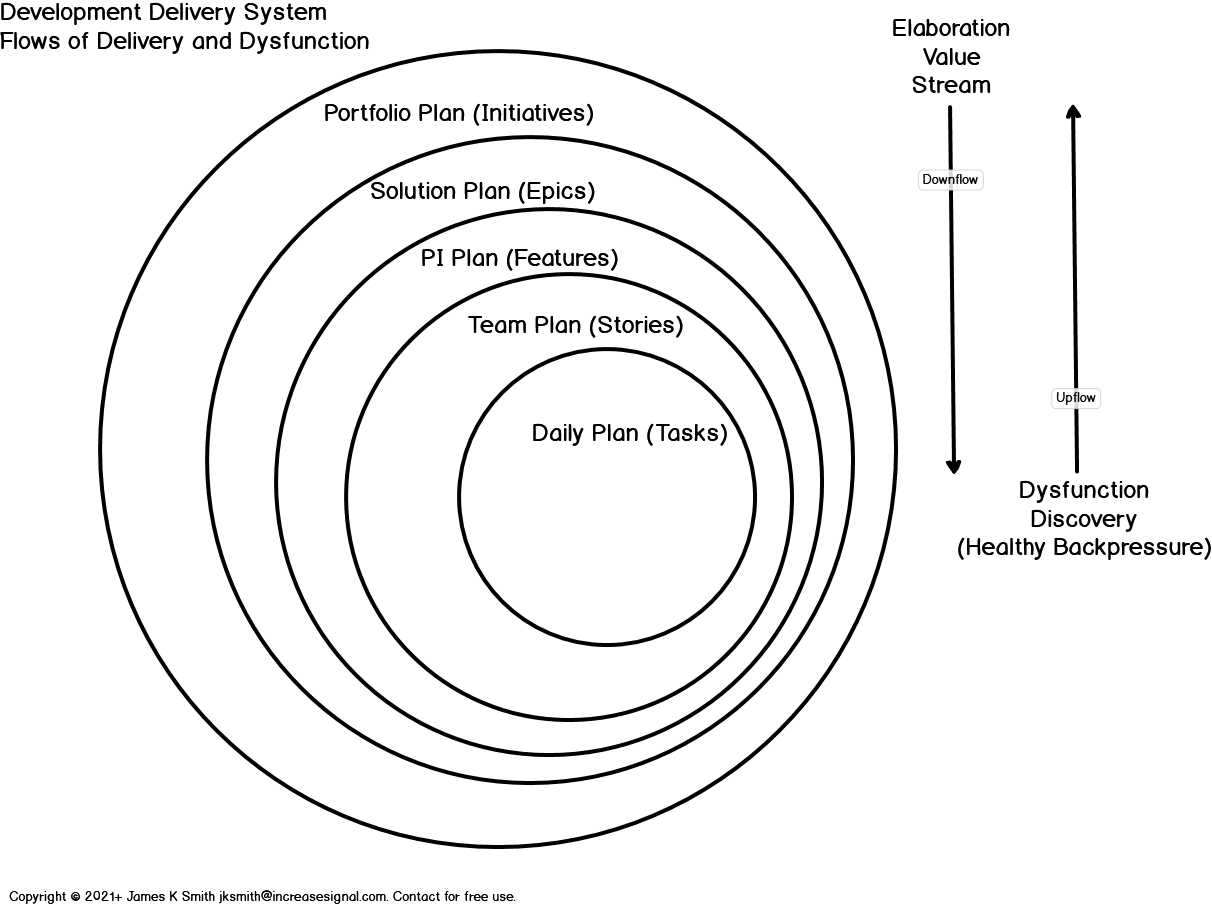 Development Delivery System
Flows of Delivery and Dysfunction
Elaboration
Value
Stream
Portfolio Plan (Initiatives)
Downflow
Solution Plan (Epics)
PI Plan (Features)
Team Plan (Stories)
Upflow
Daily Plan (Tasks)
Dysfunction
Discovery
(Healthy Backpressure)
Copyright © 2021+ James K Smith jksmith@increasesignal.com. Contact for free use.